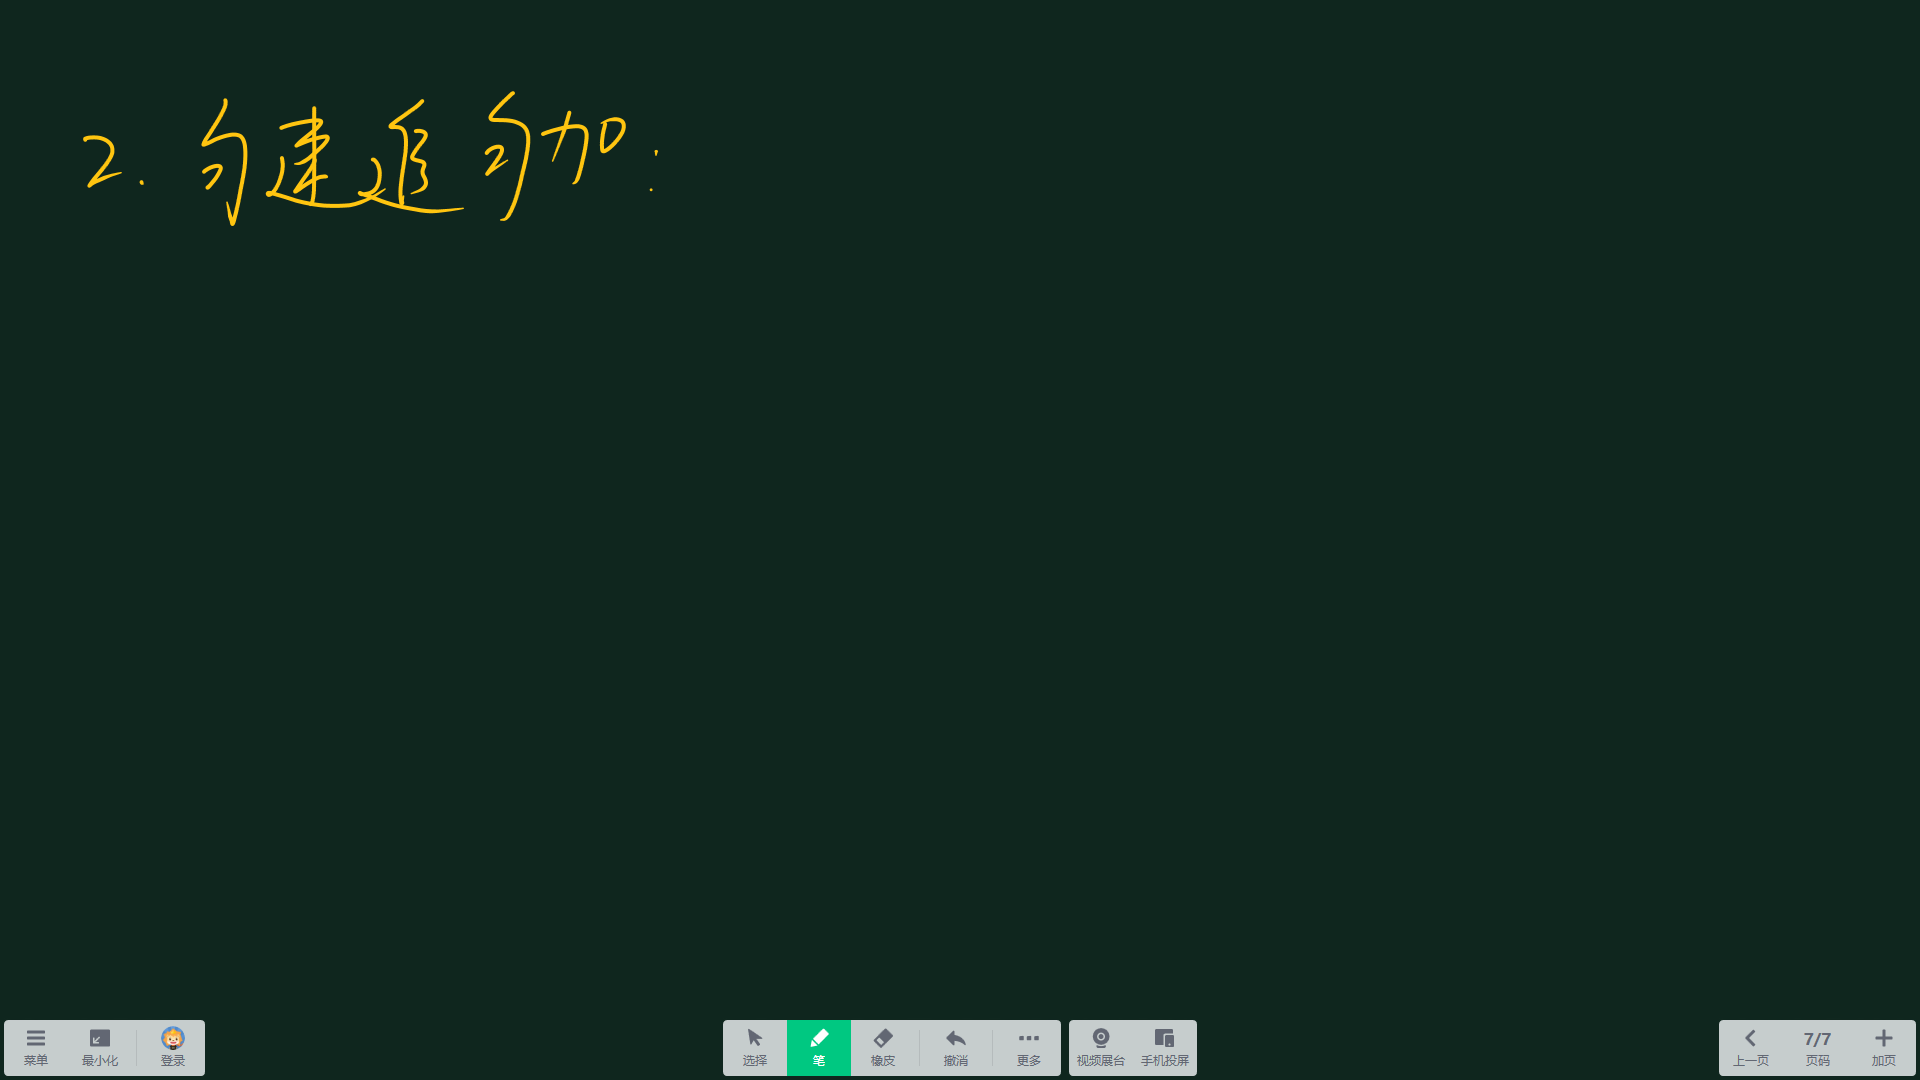 2. 匀速追匀加:
菜单 最小化 登录 选择 笔 橡皮 撤消 更多 视频展台 手机投屏 上一页 7/7 页码 加页